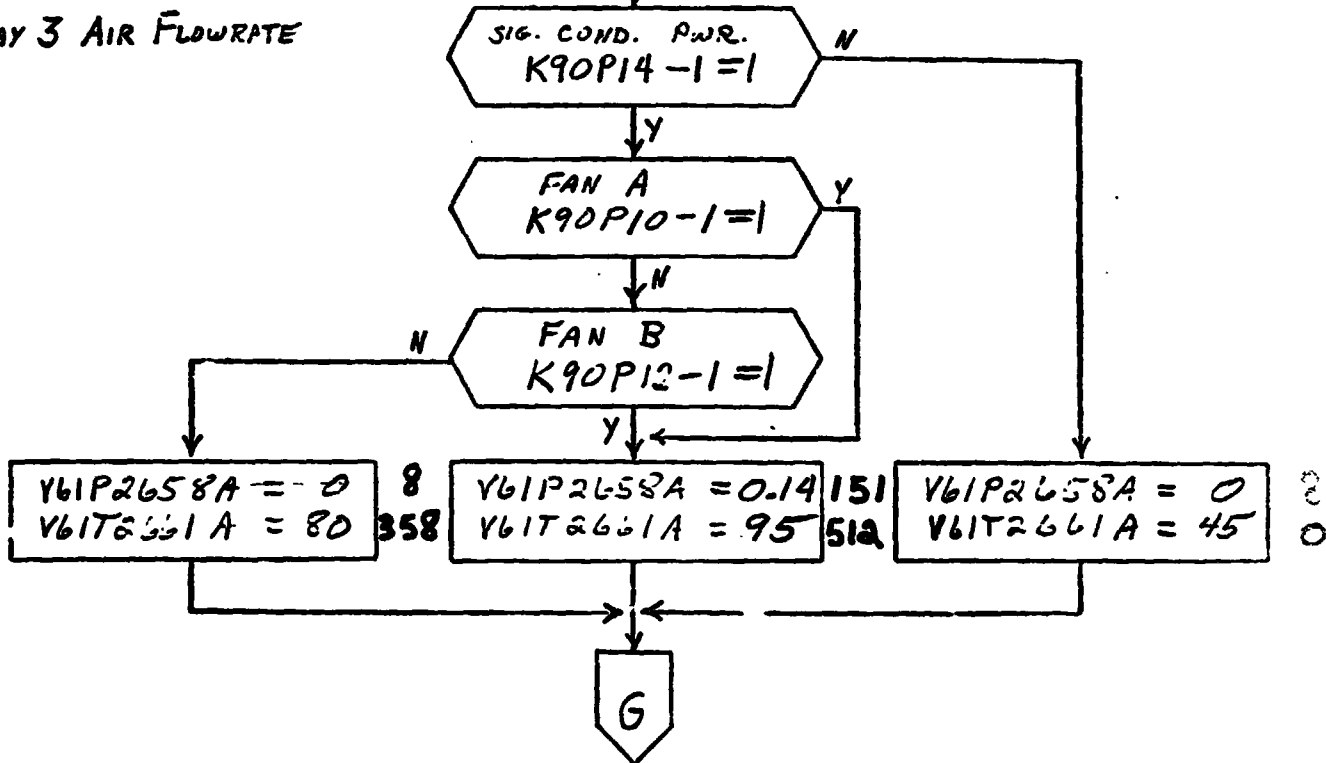 AY 3 AIR FLOWRATE
SIG. COND. PWR.
K90P14-1=1
N
Y
FAN A
K90P10-1=1
Y
N
FAN B
K90P12-1=1
N
Y
V61P2658A = 0
8
V61T2661A = 80
358
V61P2658A = 0.14
151
V61T2661A = 95
512
V61P2658A = 0
V61T2661A = 45
0
G